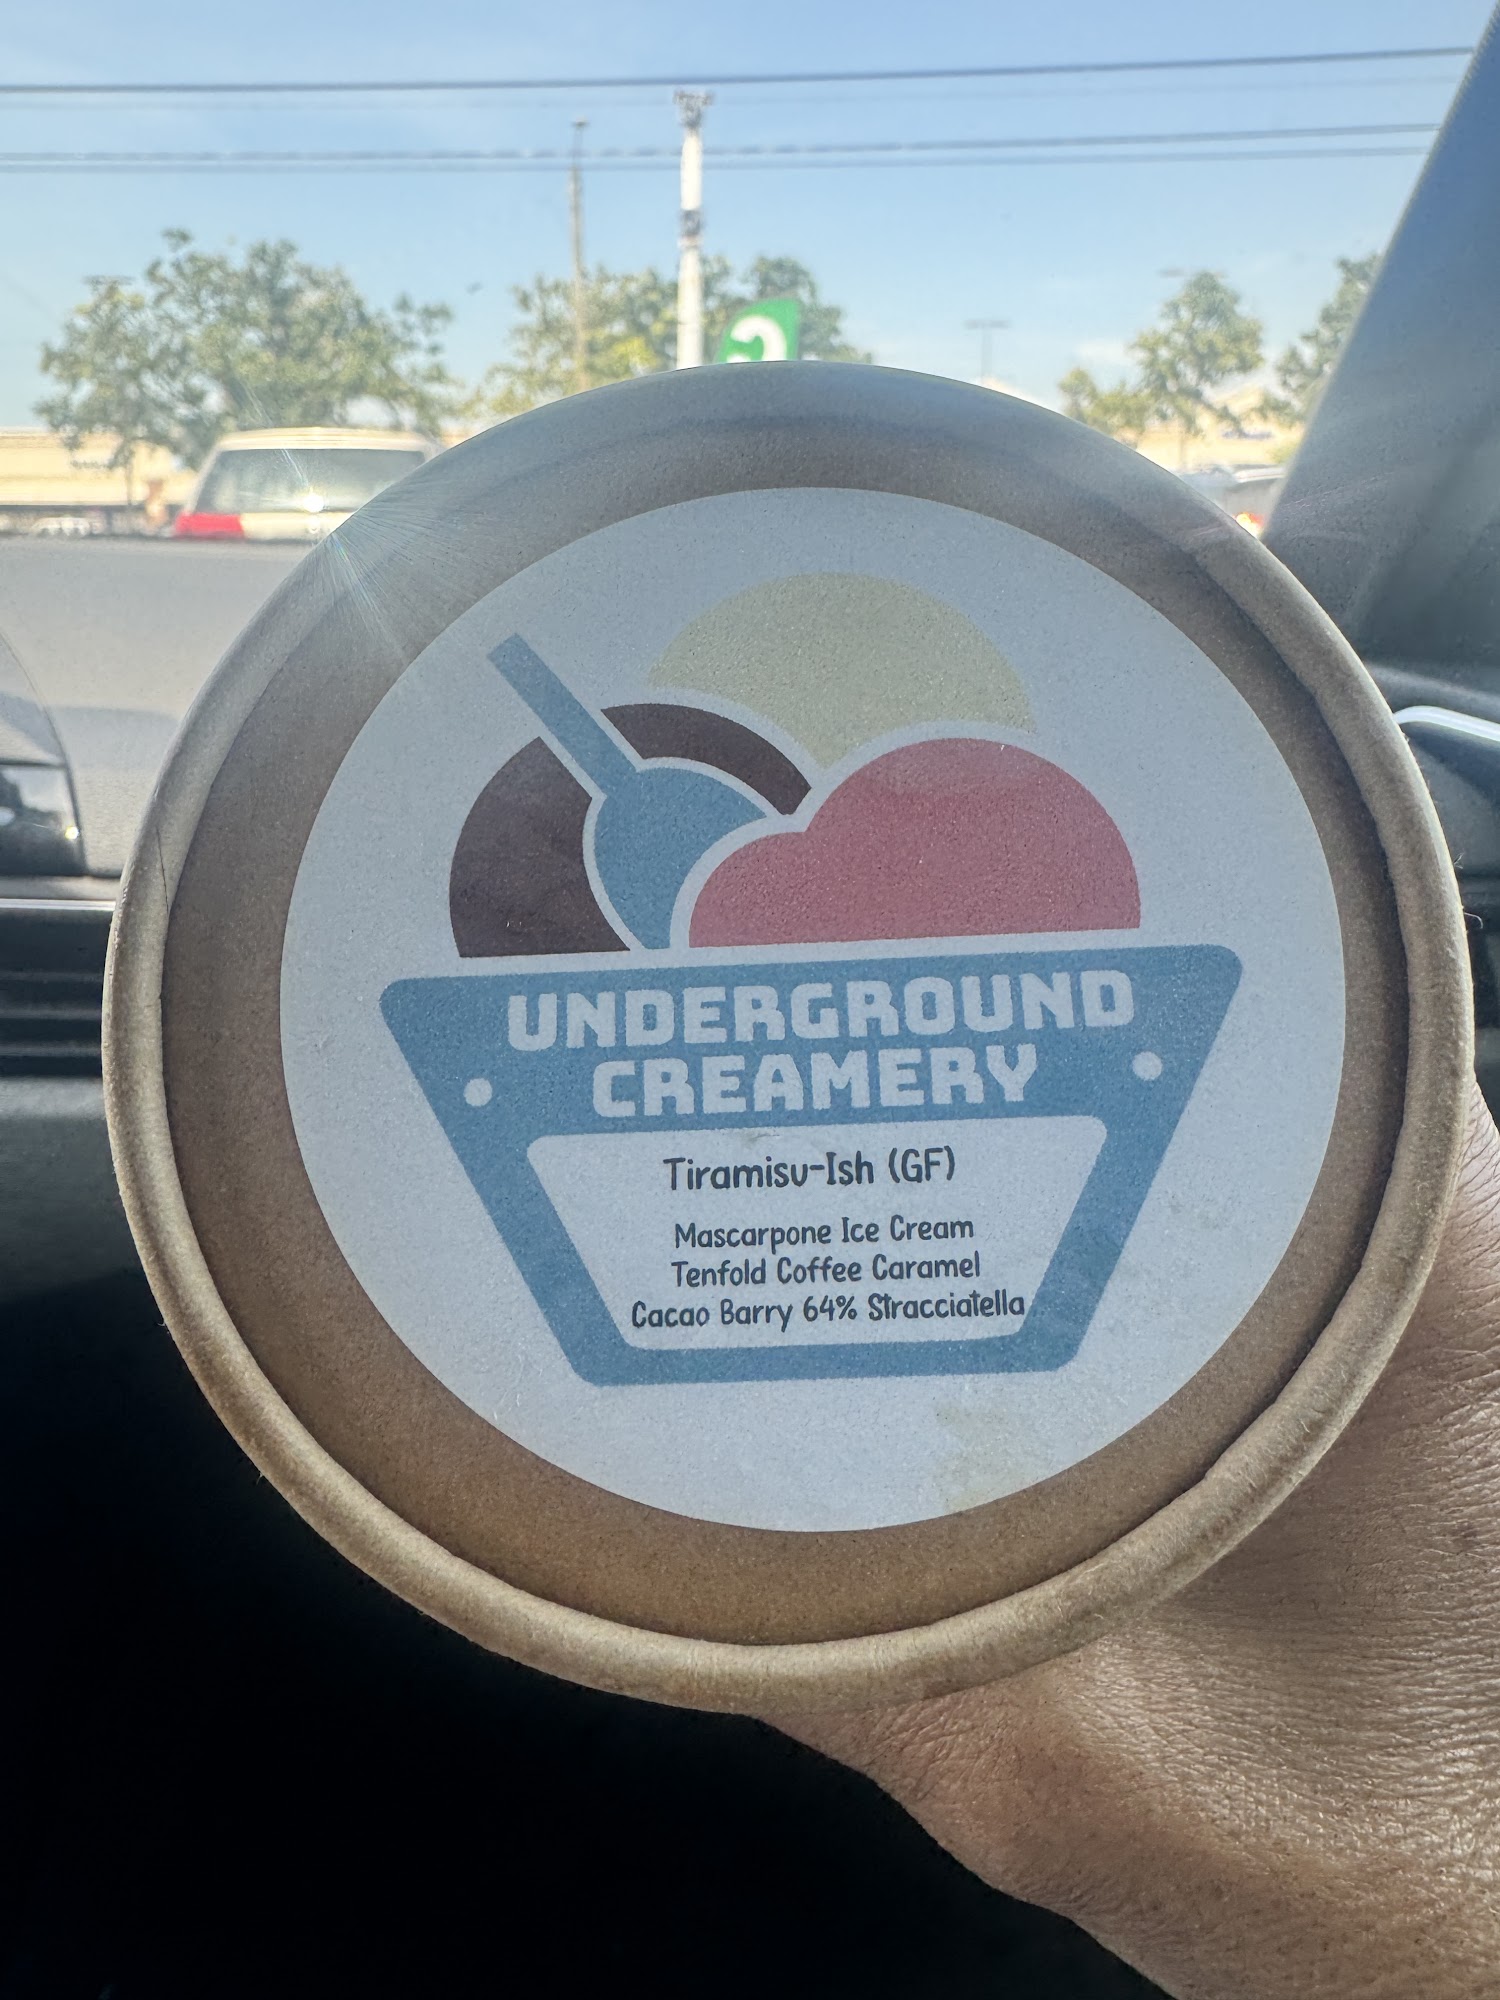 UNDERGROUND
CREAMERY
Tiramisu-Ish (GF)
Mascarpone Ice Cream
Tenfold Coffee Caramel
Cacao Barry 64% Stracciatella